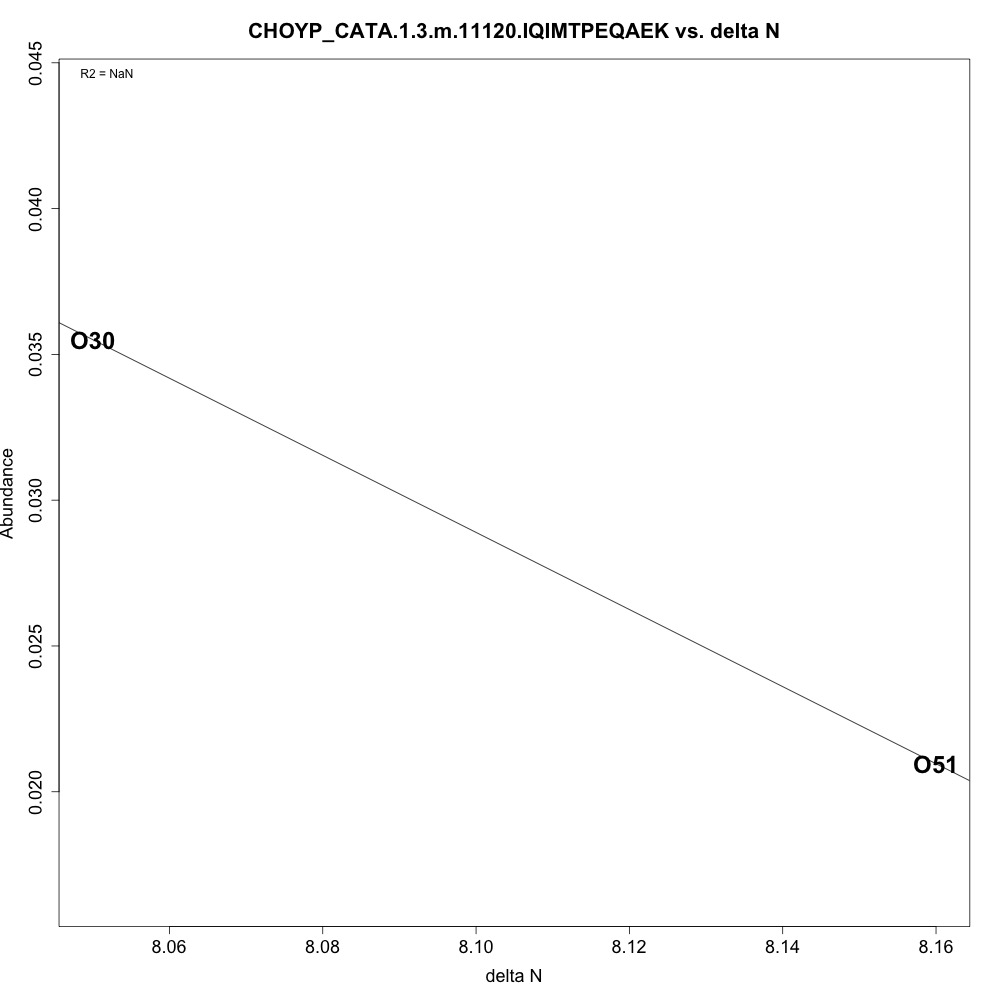 CHOYP_CATA.1.3.m.11120.IQIMTPEQAEK vs. delta N
R2 = NaN
0.045
0.040
0.035
0.030
0.025
0.020
Abundance
O30
O51
8.06 8.08 8.10 8.12 8.14 8.16
delta N